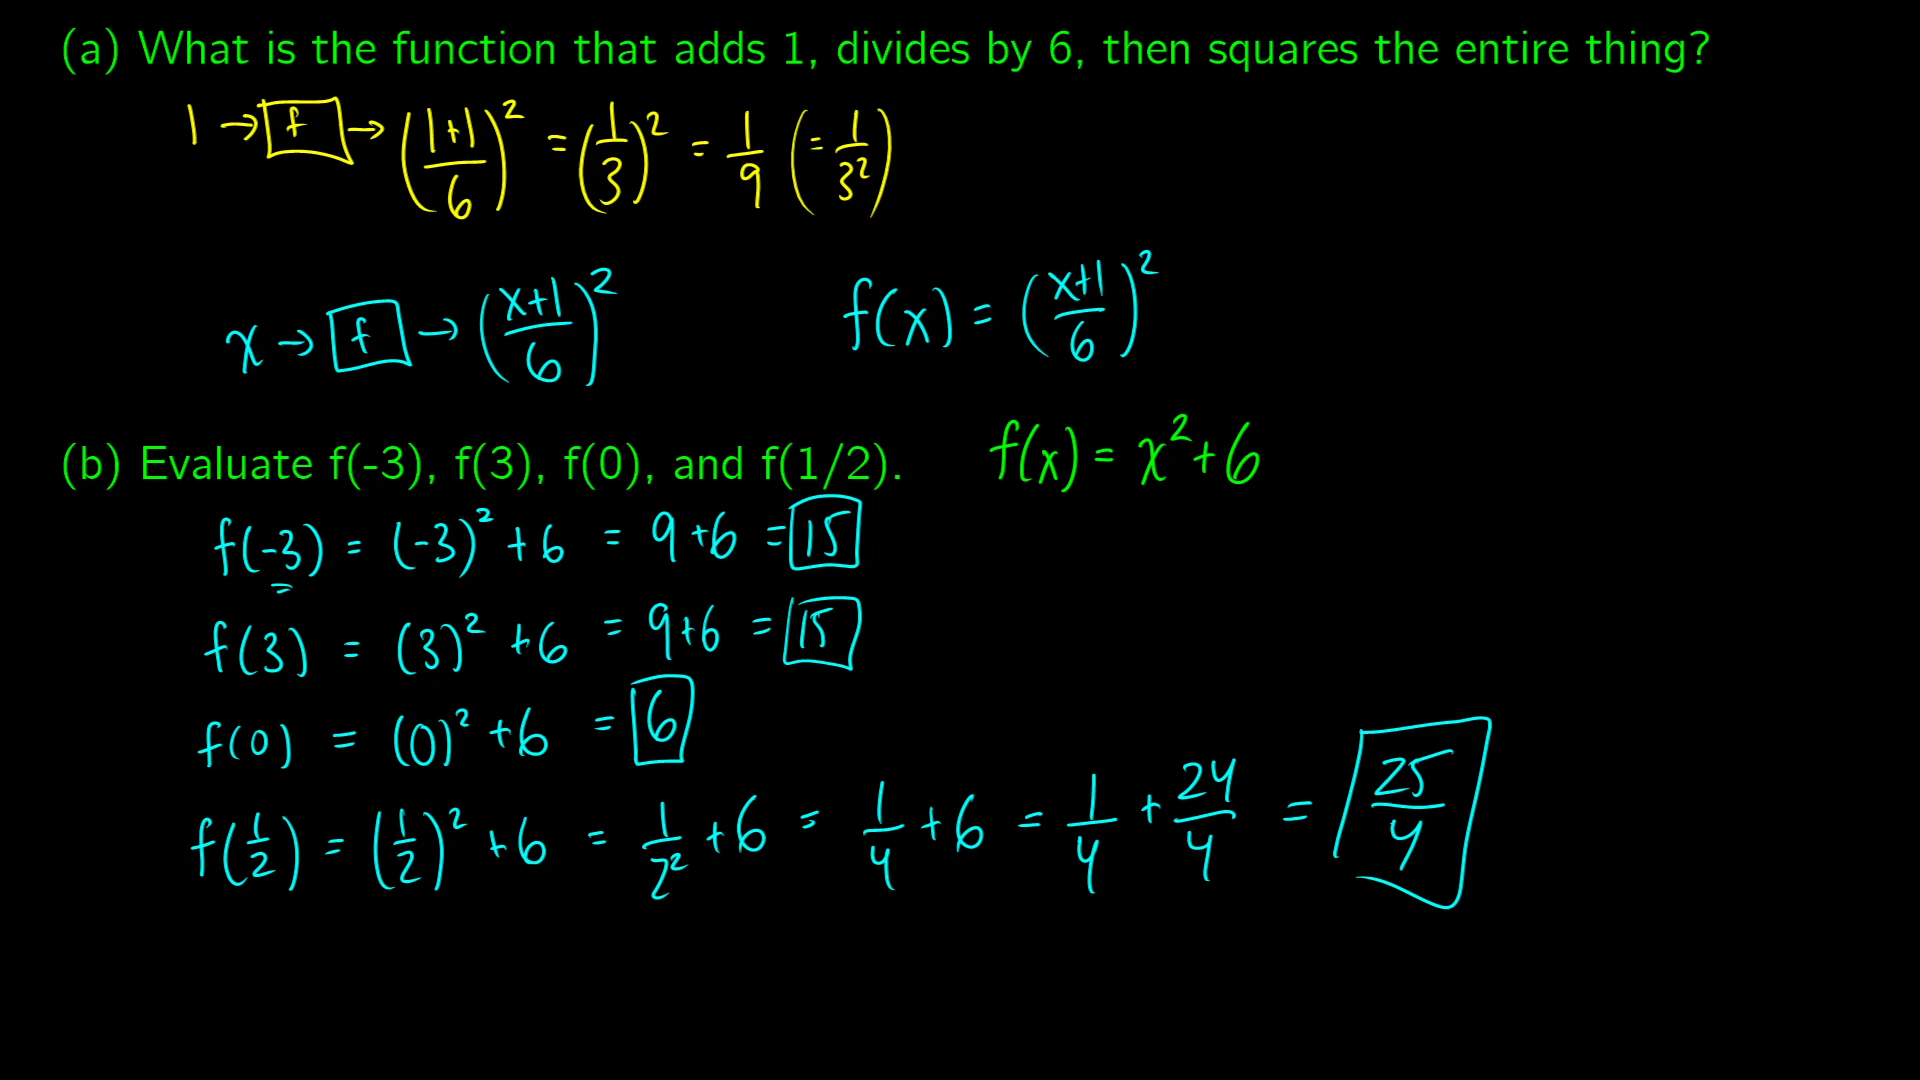 (a) What is the function that adds 1, divides by 6, then squares the entire thing?
1 → f → ((1+1)/6)² = (1/3)² = 1/9 (= 1/3²)
x → f → ((x+1)/6)² f(x) = ((x+1)/6)²
(b) Evaluate f(-3), f(3), f(0), and f(1/2). f(x) = x²+6
f(-3) = (-3)² + 6 = 9+6 = 15
f(3) = (3)² + 6 = 9+6 = 15
f(0) = (0)² + 6 = 6
f(1/2) = (1/2)² + 6 = 1/2² + 6 = 1/4 + 6 = 1/4 + 24/4 = 25/4